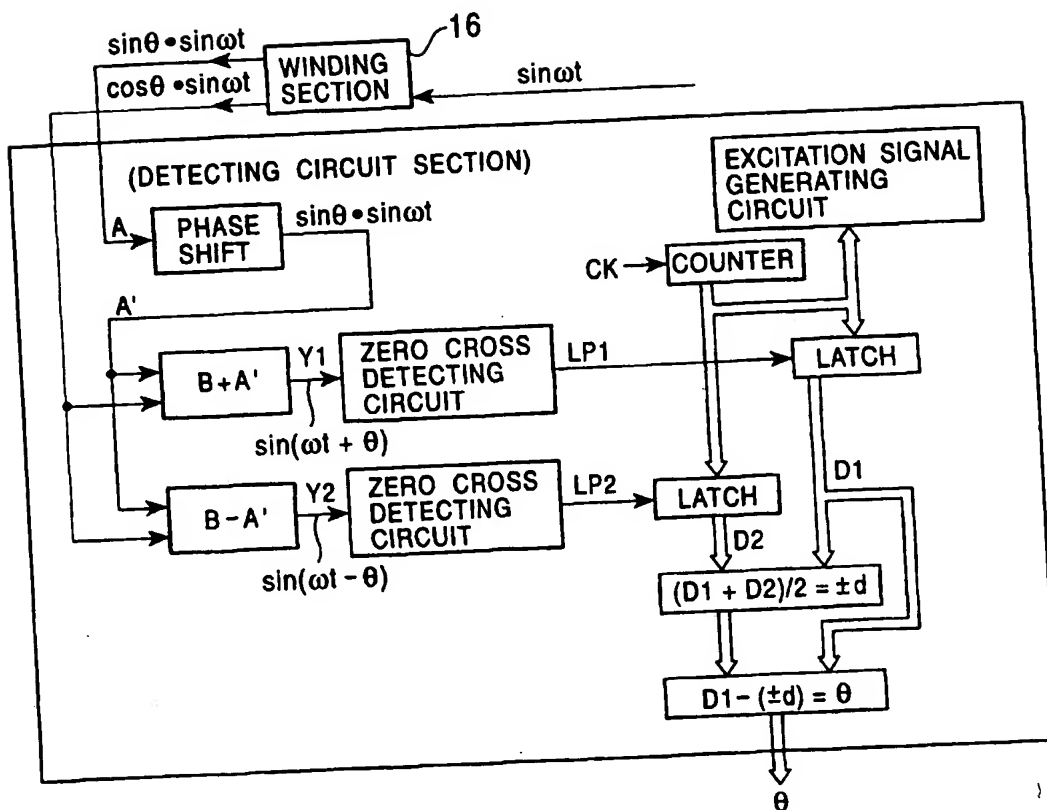 16
sinθ•sinωt
cosθ•sinωt
WINDING
SECTION
sinωt
(DETECTING CIRCUIT SECTION)
EXCITATION SIGNAL
GENERATING
CIRCUIT
A
PHASE
SHIFT
sinθ•sinωt
CK
COUNTER
A'
B+A'
Y1
ZERO CROSS
DETECTING
CIRCUIT
LP1
LATCH
sin(ωt + θ)
D1
B-A'
Y2
ZERO CROSS
DETECTING
CIRCUIT
LP2
LATCH
D2
sin(ωt - θ)
(D1 + D2)/2 = ±d
D1 - (±d) = θ
θ